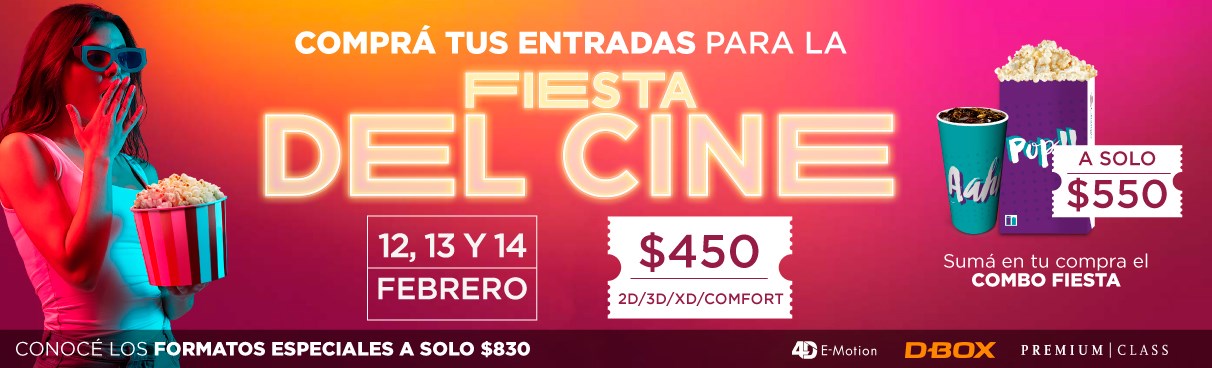 COMPRÁ TUS ENTRADAS PARA LA
FIESTA
DEL CINE
12, 13 Y 14
FEBRERO
$450
2D/3D/XD/COMFORT
Aah!
Pop!!
A SOLO
$550
Sumá en tu compra el
COMBO FIESTA
CONOCÉ LOS FORMATOS ESPECIALES A SOLO $830
4D E-Motion
D-BOX
PREMIUM | CLASS